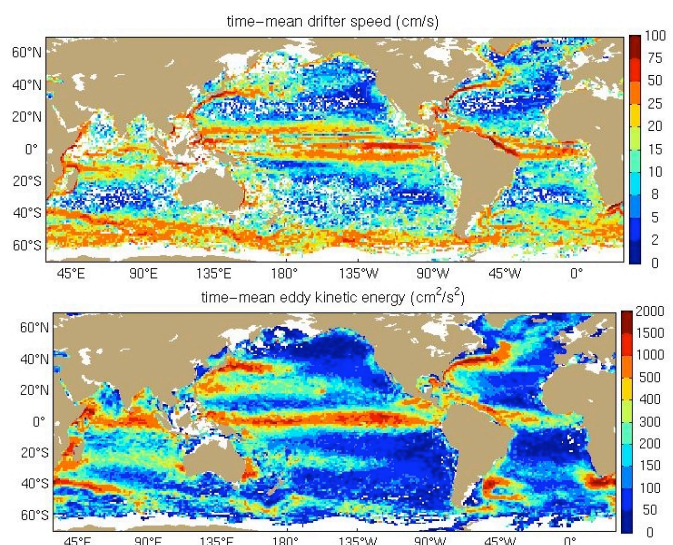 time−mean drifter speed (cm/s)
60°N
40°N
20°N
0°
20°S
40°S
60°S
45°E 90°E 135°E 180° 135°W 90°W 45°W 0°
100
75
50
25
20
15
10
8
5
2
0
time−mean eddy kinetic energy (cm²/s²)
60°N
40°N
20°N
0°
20°S
40°S
60°S
45°E 90°E 135°E 180° 135°W 90°W 45°W 0°
2000
1500
1000
500
400
300
200
150
100
50
0